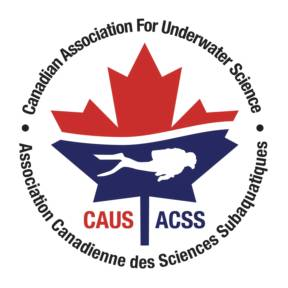 Canadian Association For Underwater Science
CAUS ACSS
Association Canadienne des Sciences Subaquatiques